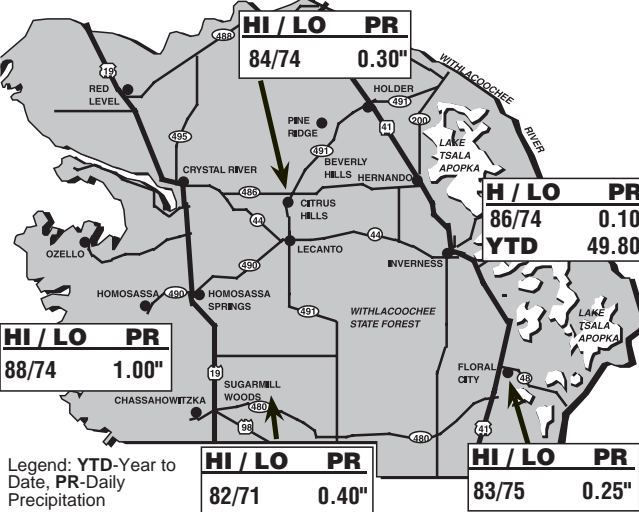 HI / LO PR
84/74 0.30"
488
WITHLACOOCHEE
RIVER
19
RED
LEVEL
HOLDER
491
200
41
PINE
RIDGE
495
491
LAKE
TSALA
APOPKA
BEVERLY
HILLS
CRYSTAL RIVER
HERNANDO
486
H / LO PR
86/74 0.10
YTD 49.80
CITRUS
HILLS
44
44
LECANTO
OZELLO
INVERNESS
490
HOMOSASSA
490
HOMOSASSA
SPRINGS
491
WITHLACOOCHEE
STATE FOREST
LAKE
TSALA
APOPKA
HI / LO PR
88/74 1.00"
19
FLORAL
CITY
48
SUGARMILL
WOODS
CHASSAHOWITZKA
480
98
480
41
HI / LO PR
82/71 0.40"
HI / LO PR
83/75 0.25"
Legend: YTD-Year to
Date, PR-Daily
Precipitation